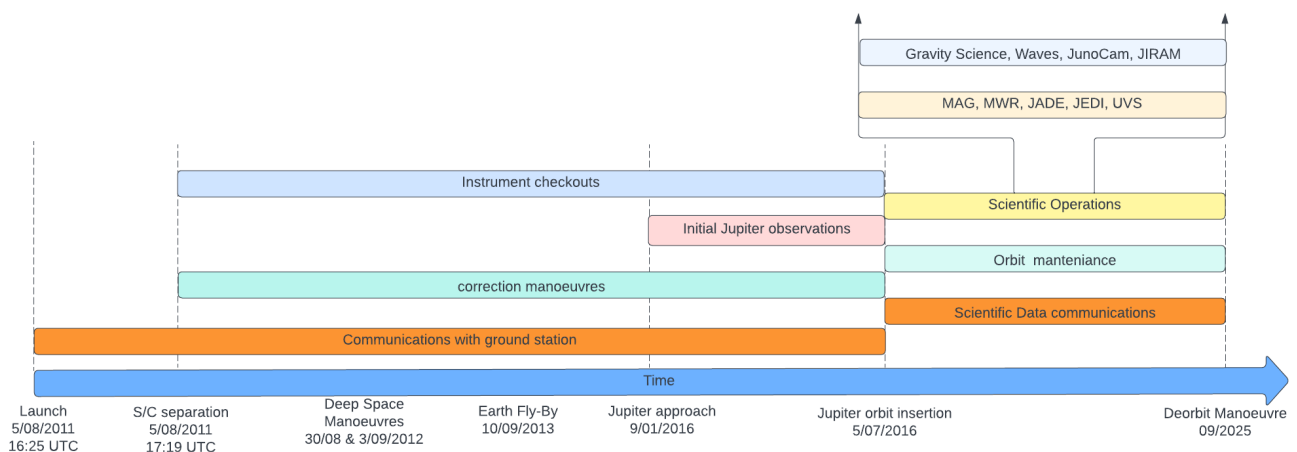 Gravity Science, Waves, JunoCam, JIRAM
MAG, MWR, JADE, JEDI, UVS
Instrument checkouts
Scientific Operations
Initial Jupiter observations
Orbit manteniance
correction manoeuvres
Scientific Data communications
Communications with ground station
Time
Launch
5/08/2011
16:25 UTC
S/C separation
5/08/2011
17:19 UTC
Deep Space
Manoeuvres
30/08 & 3/09/2012
Earth Fly-By
10/09/2013
Jupiter approach
9/01/2016
Jupiter orbit insertion
5/07/2016
Deorbit Manoeuvre
09/2025